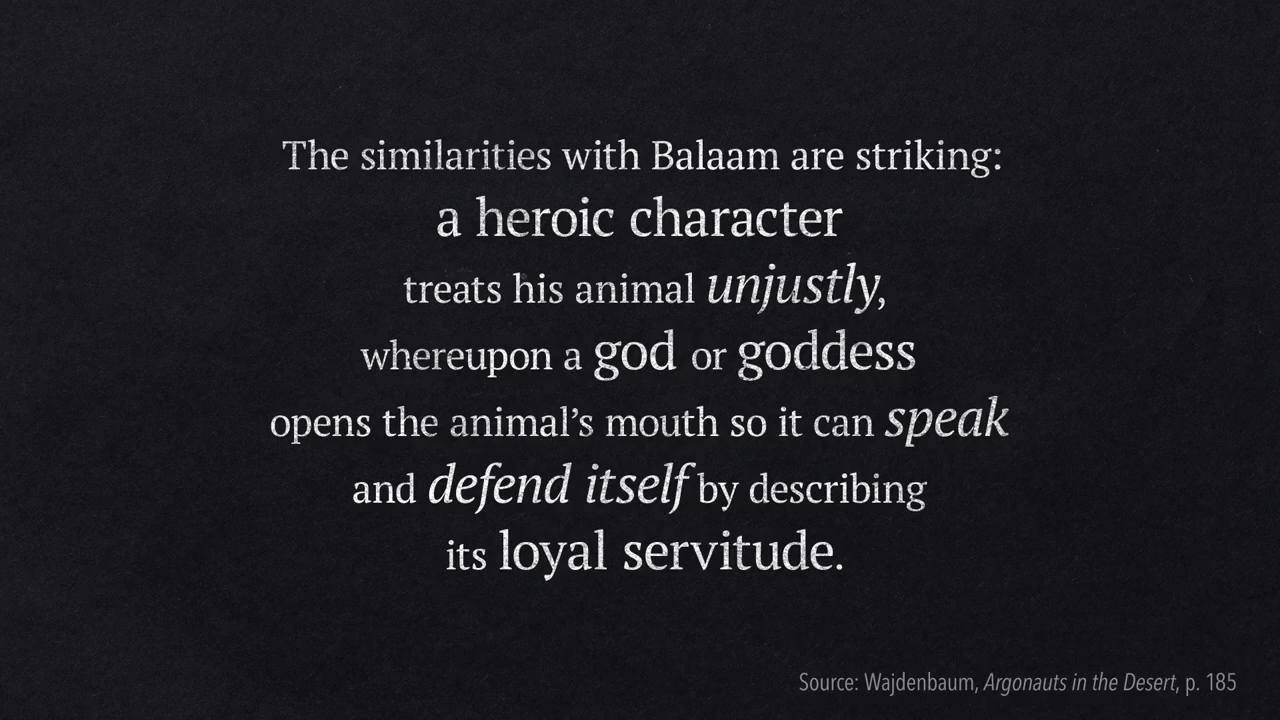 The similarities with Balaam are striking:
a heroic character
treats his animal unjustly,
whereupon a god or goddess
opens the animal’s mouth so it can speak
and defend itself by describing
its loyal servitude.
Source: Wajdenbaum, Argonauts in the Desert, p. 185